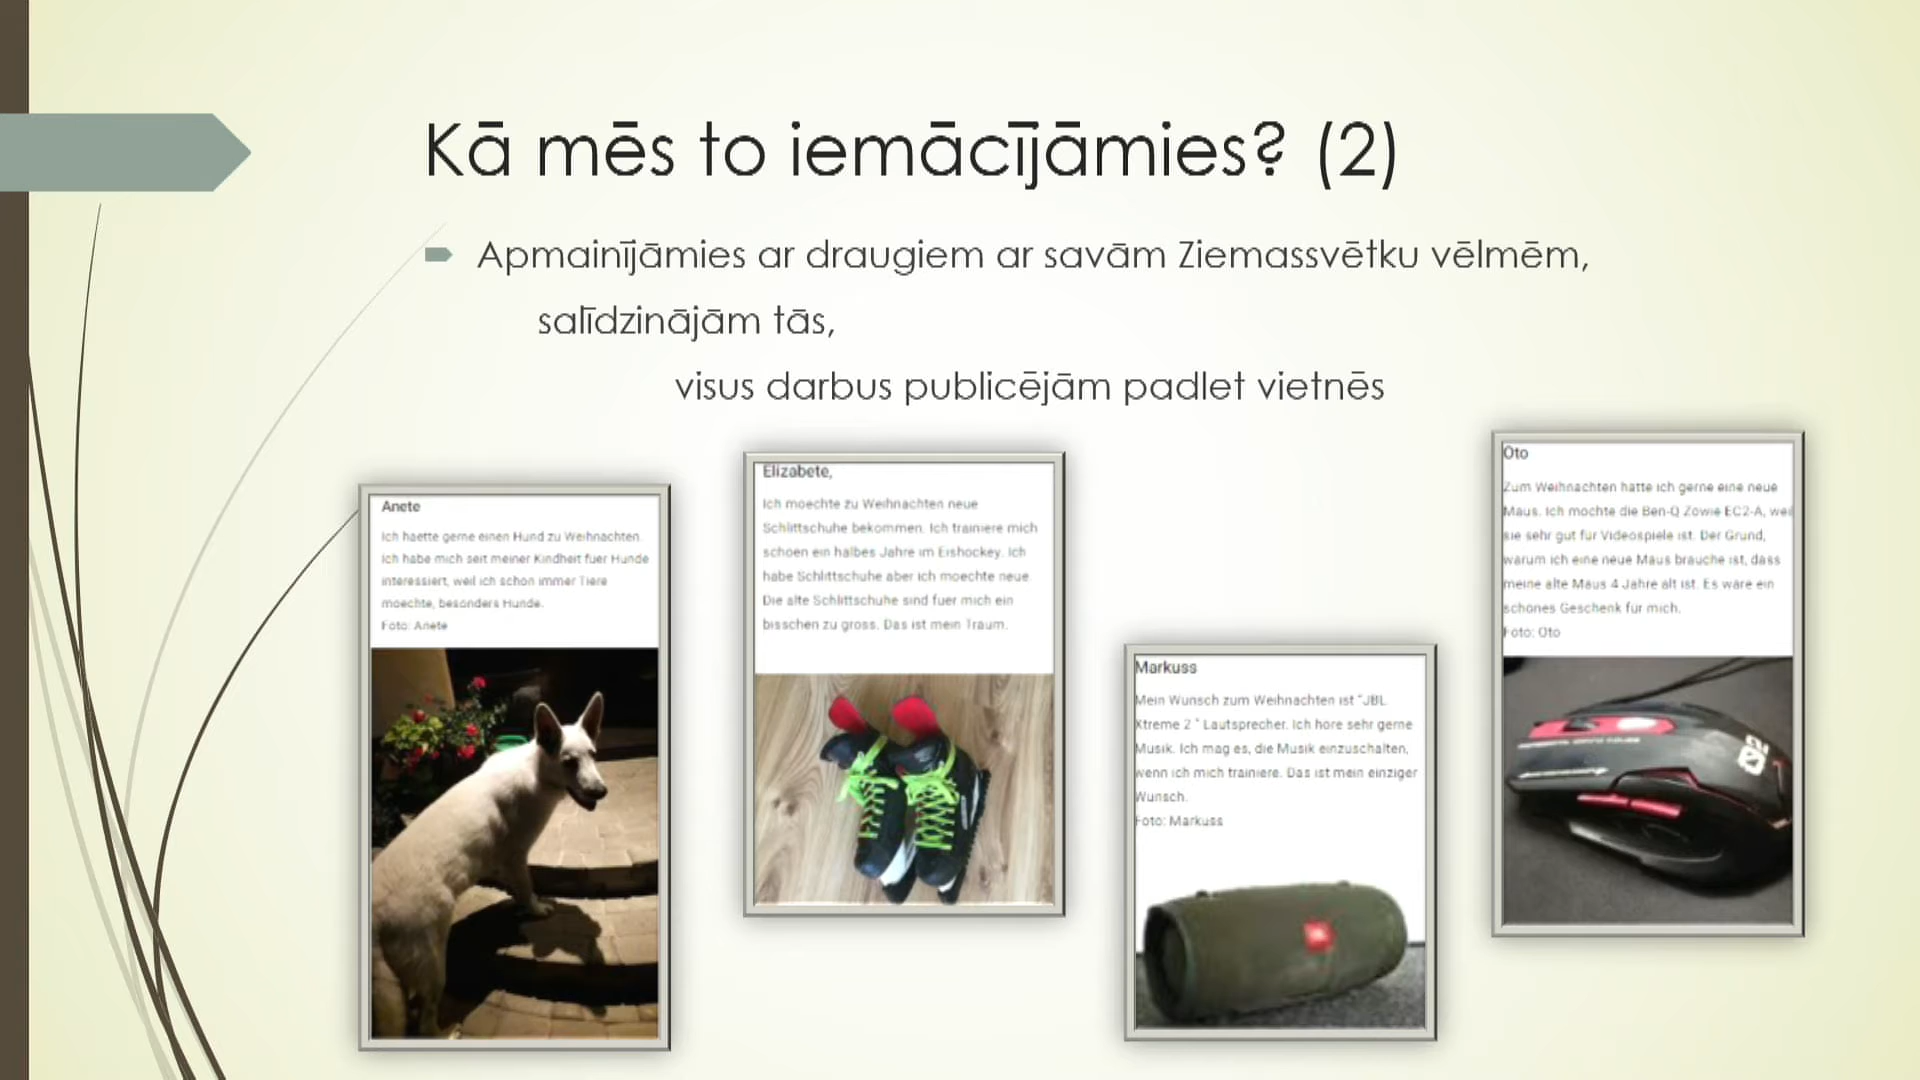 Kā mēs to iemācījāmies? (2)
Apmainījāmies ar draugiem ar savām Ziemassvētku vēlmēm,
salīdzinājām tās,
visus darbus publicējām padlet vietnēs
Anete
Ich haette gerne einen Hund zu Weihnachten.
Ich habe mich seit meiner Kindheit fuer Hunde
interessiert, weil ich schon immer Tiere
moechte, besonders Hunde.
Foto: Anete
Elizabete,
Ich moechte zu Weihnachten neue
Schlittschuhe bekommen. Ich trainiere mich
schoen ein halbes Jahre im Eishockey. Ich
habe Schlittschuhe aber ich moechte neue.
Die alte Schlittschuhe sind fuer mich ein
bisschen zu gross. Das ist mein Traum.
Markuss
Mein Wunsch zum Weihnachten ist "JBL
Xtreme 2 " Lautsprecher. Ich hore sehr gerne
Musik. Ich mag es, die Musik einzuschalten,
wenn ich mich trainiere. Das ist mein einziger
Wunsch.
Foto: Markuss
Oto
Zum Weihnachten hatte ich gerne eine neue
Maus. Ich mochte die Ben-Q Zowie EC2-A, weil
sie sehr gut fur Videospiele ist. Der Grund,
warum ich eine neue Maus brauche ist, dass
meine alte Maus 4 Jahre alt ist. Es ware ein
schones Geschenk fur mich.
Foto: Oto